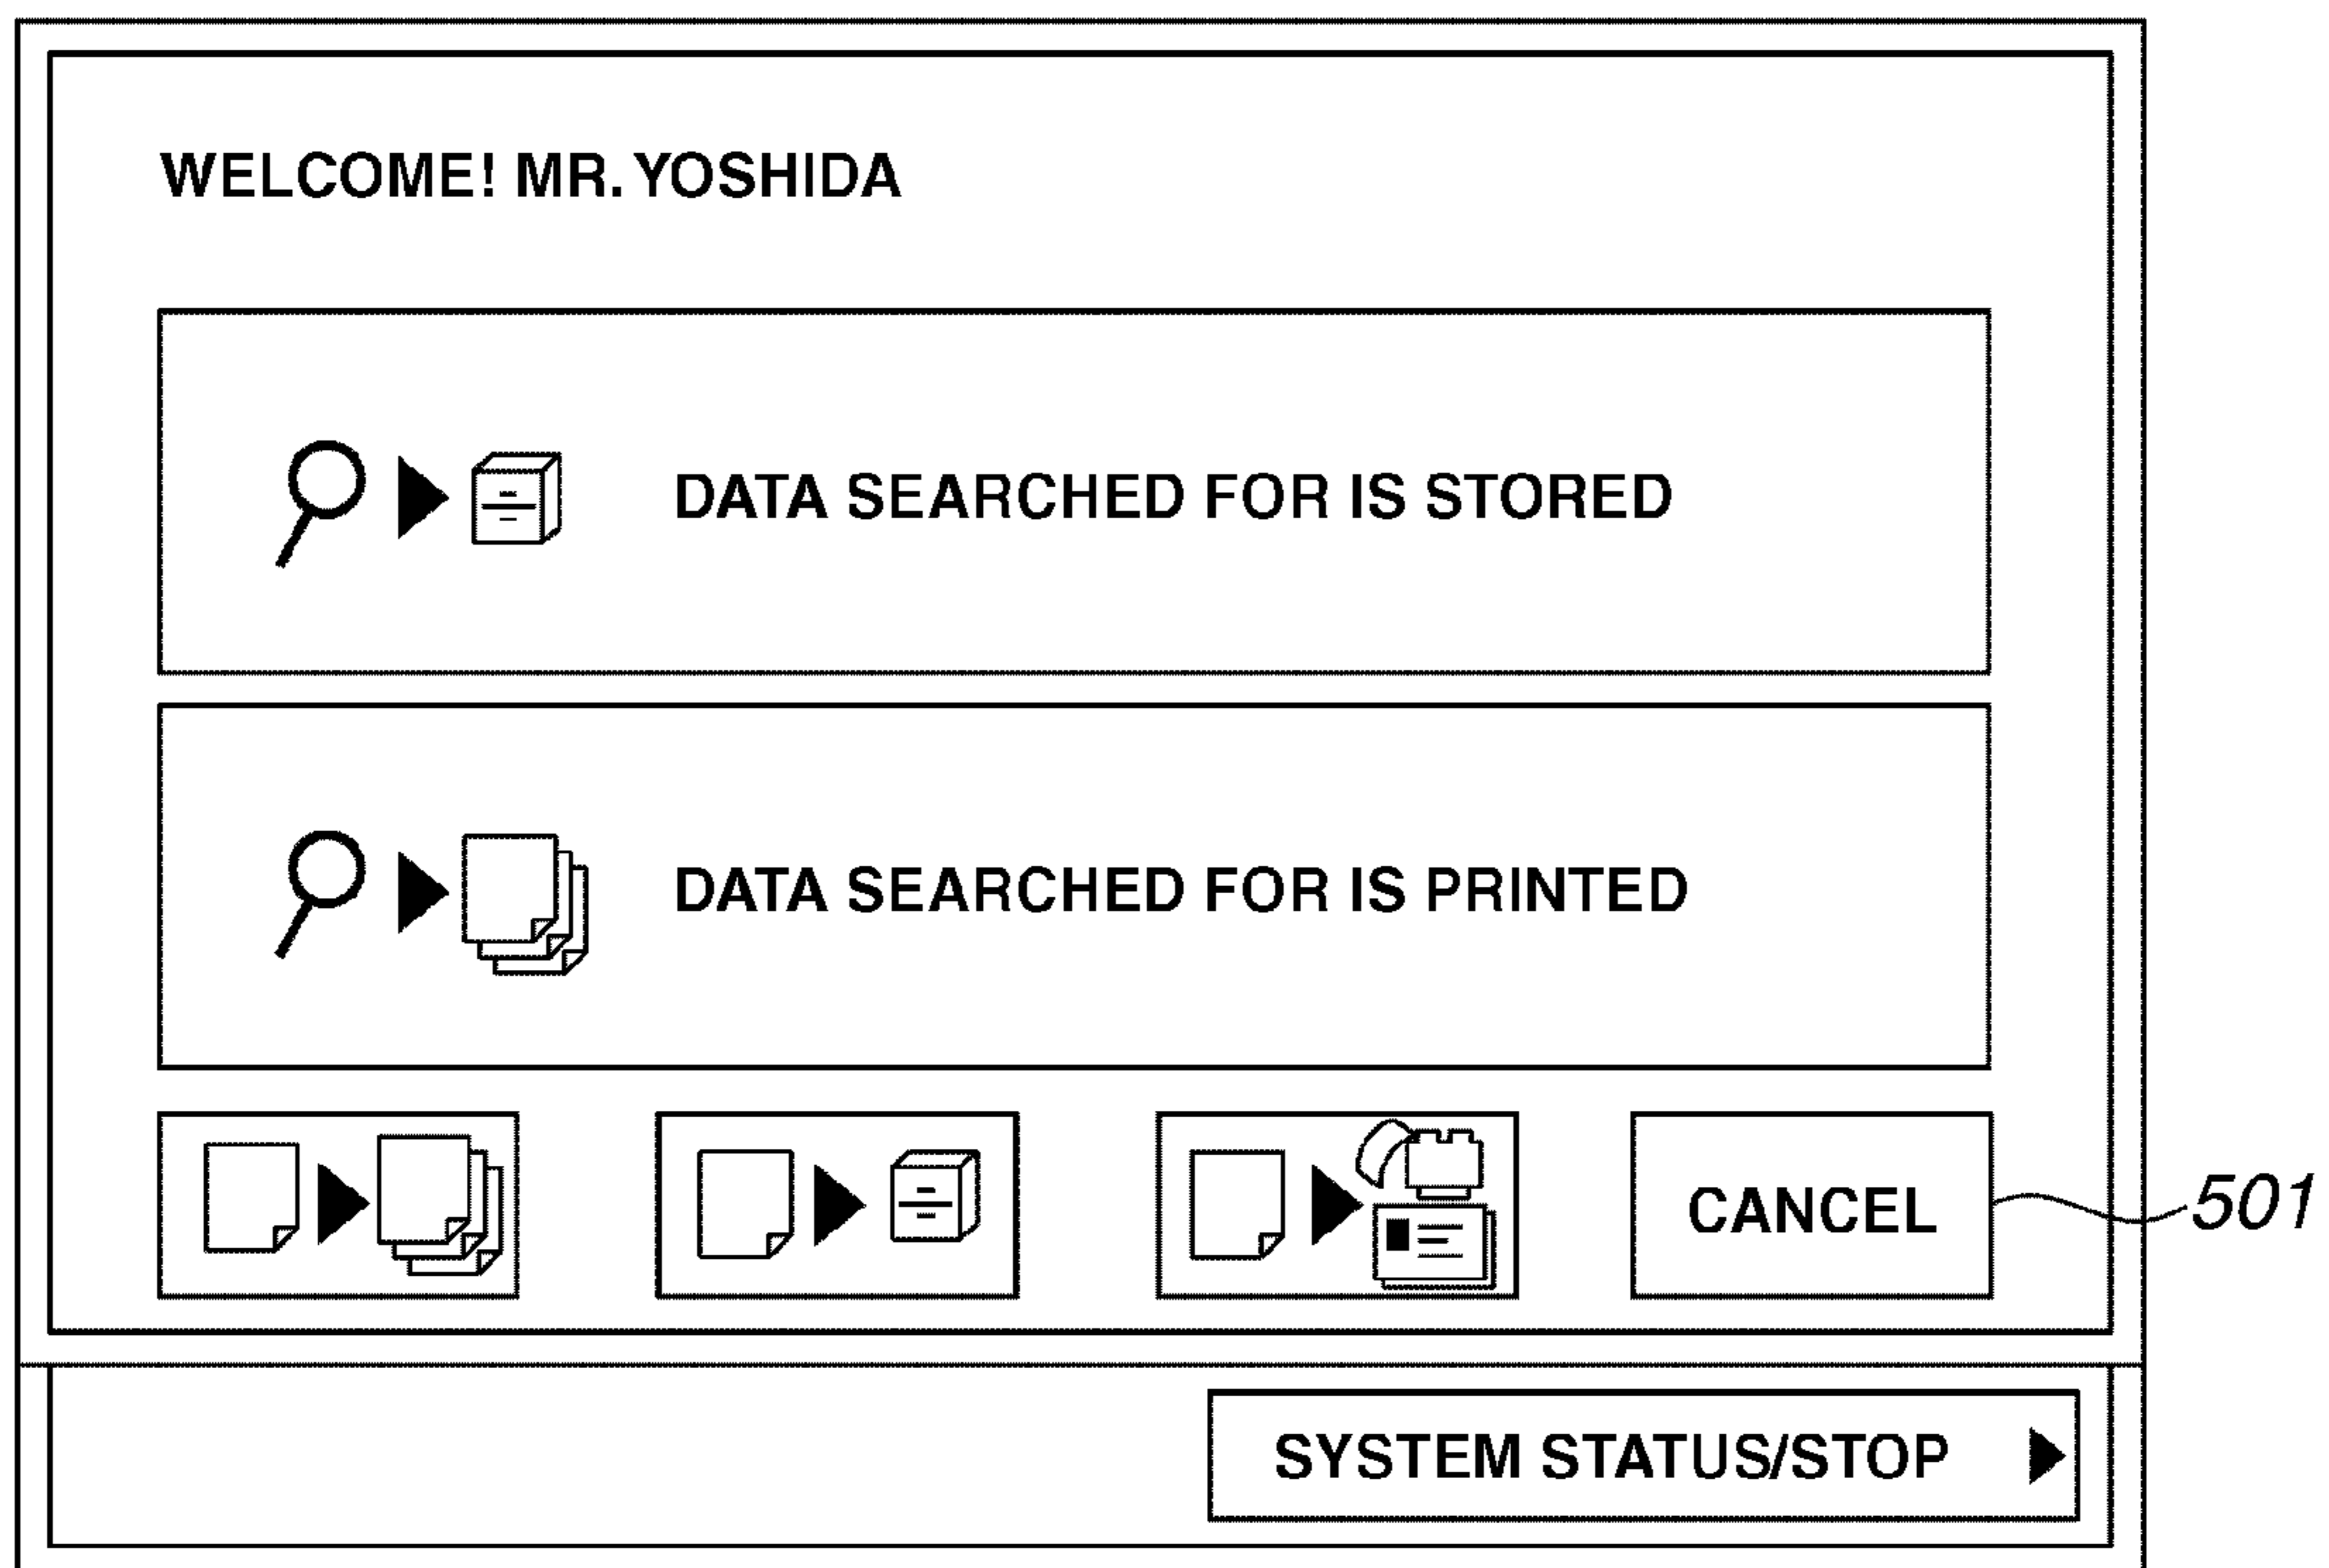 WELCOME! MR. YOSHIDA
DATA SEARCHED FOR IS STORED
DATA SEARCHED FOR IS PRINTED
CANCEL
501
SYSTEM STATUS/STOP